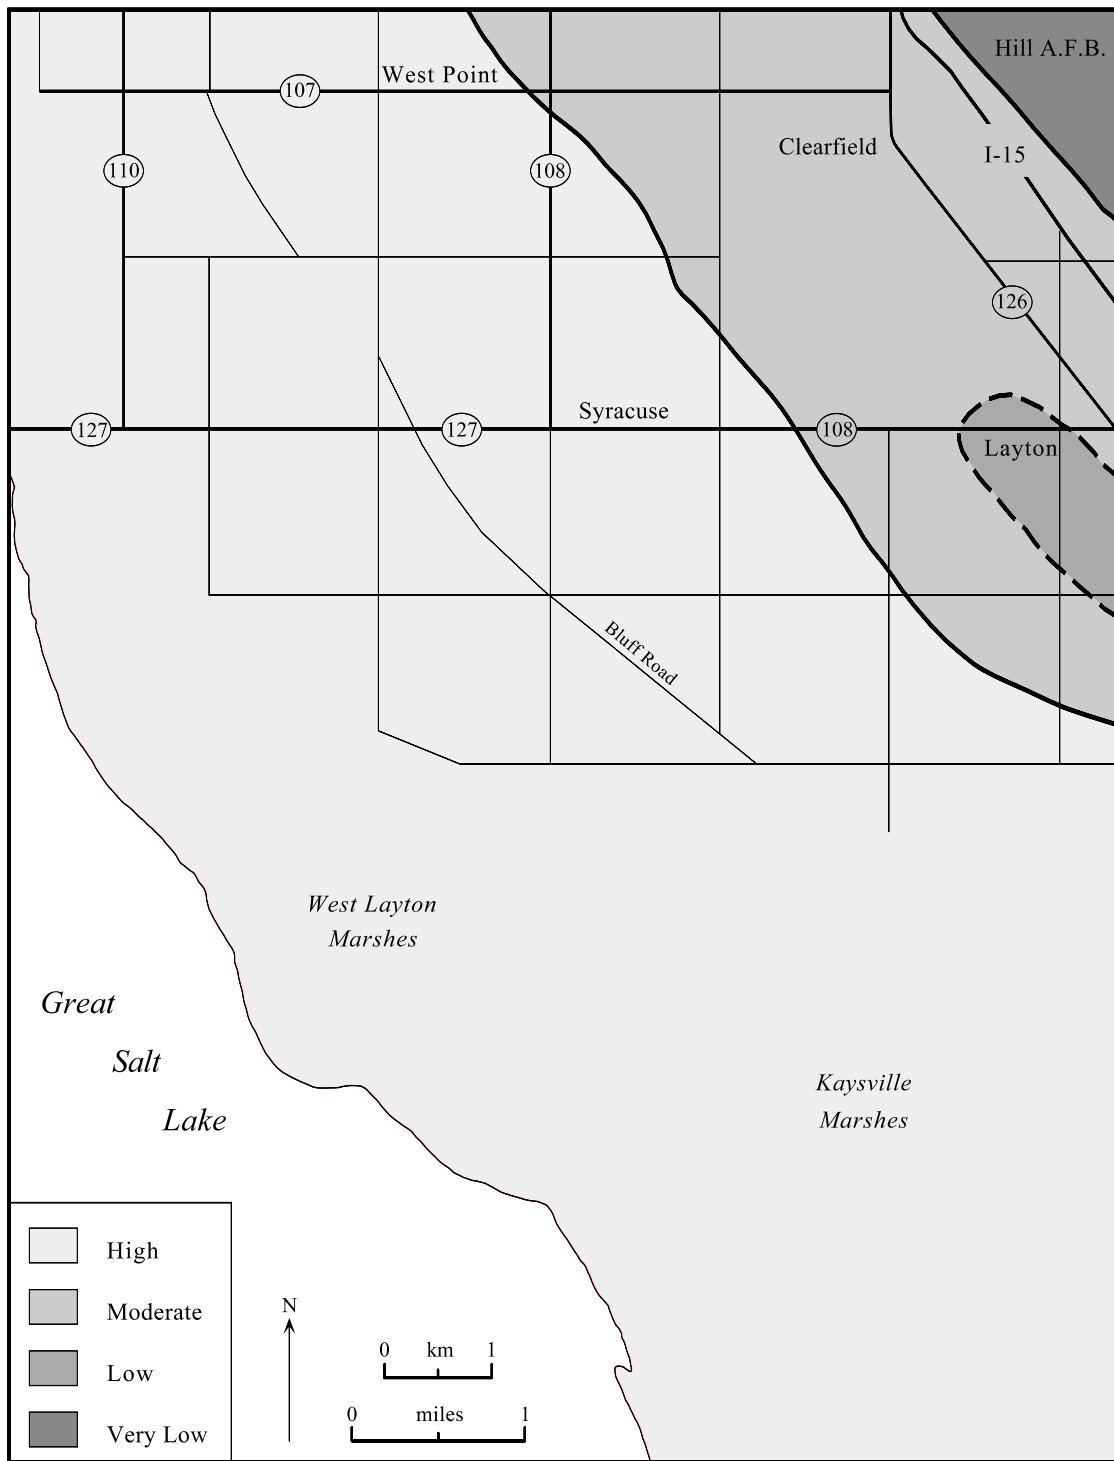 Hill A.F.B.
West Point
107
Clearfield
I-15
110
108
126
Syracuse
127
127
108
Layton
Bluff Road
West Layton
Marshes
Great
Salt
Lake
Kaysville
Marshes
High
Moderate
Low
Very Low
N
0 km 1
0 miles 1